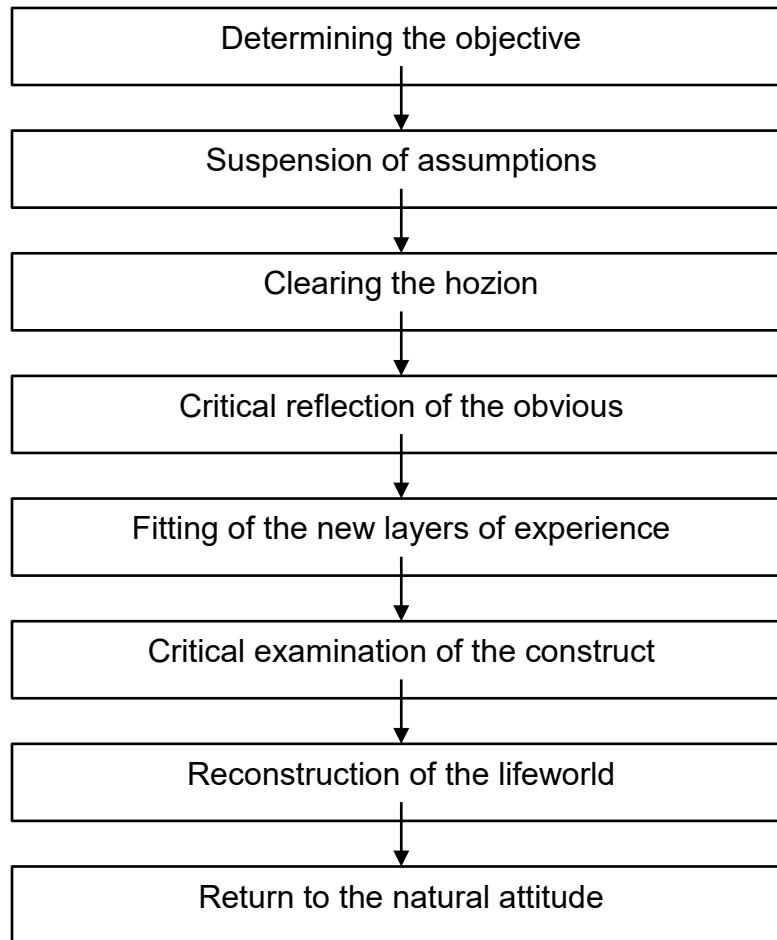 Determining the objective
Suspension of assumptions
Clearing the hozion
Critical reflection of the obvious
Fitting of the new layers of experience
Critical examination of the construct
Reconstruction of the lifeworld
Return to the natural attitude